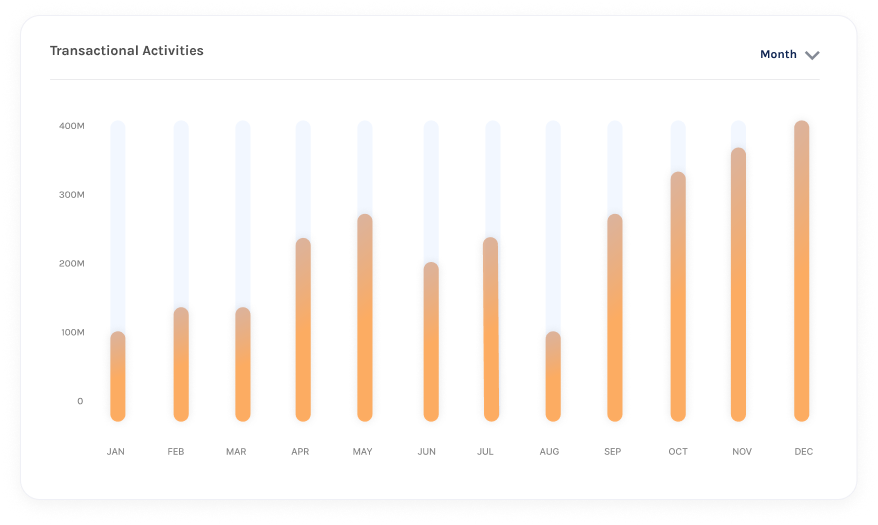 Transactional Activities
Month
400M
300M
200M
100M
0
JAN FEB MAR APR MAY JUN JUL AUG SEP OCT NOV DEC